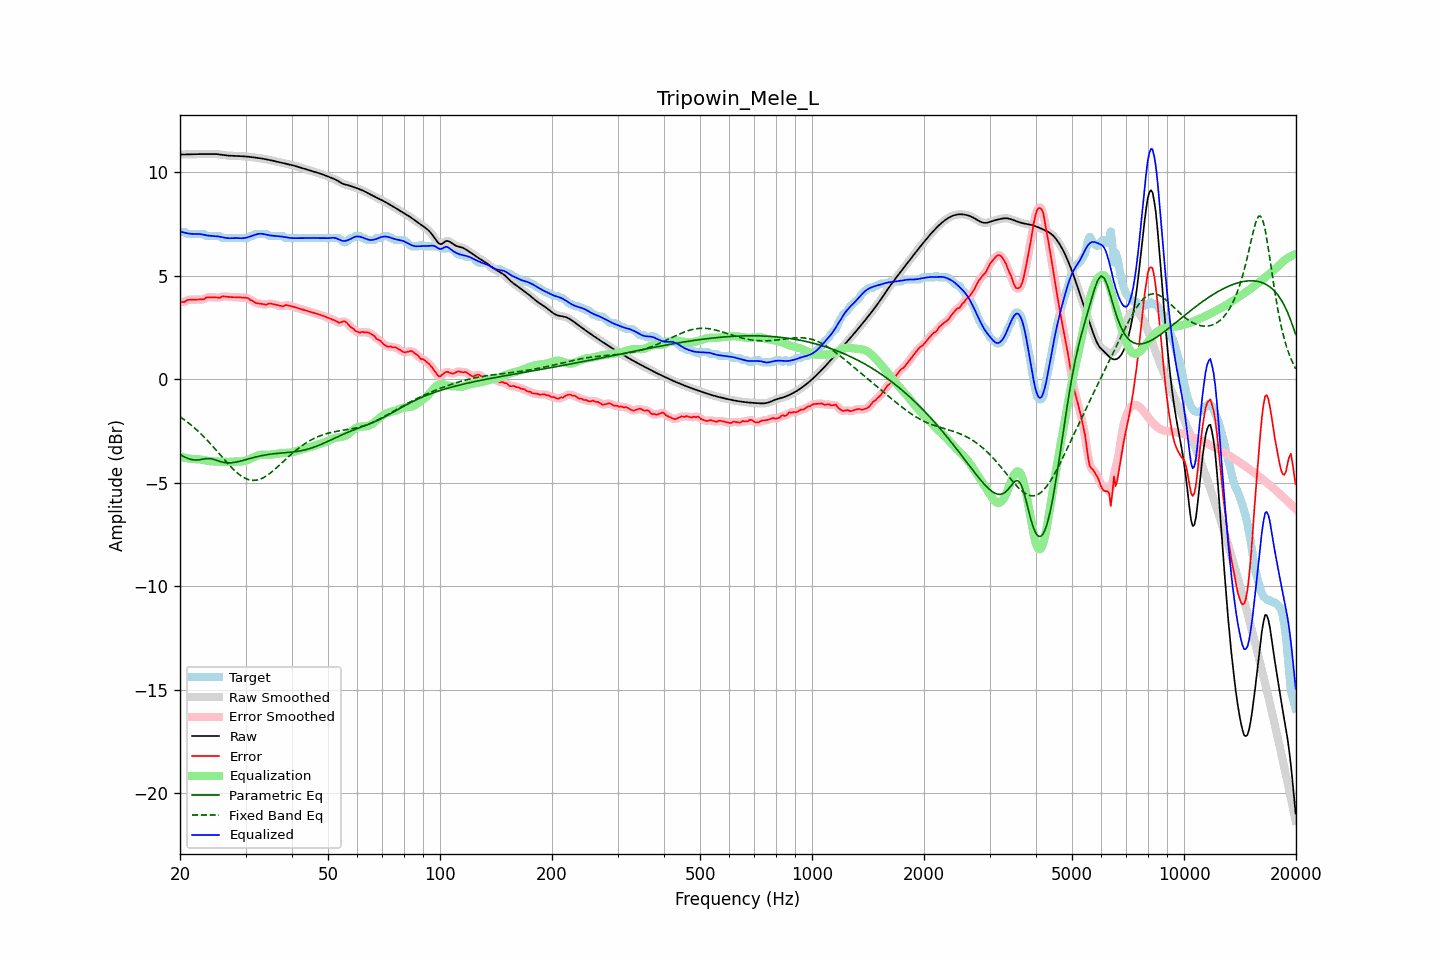 Tripowin_Mele_L
Amplitude (dBr)
10
5
0
−5
−10
−15
−20
Target
Raw Smoothed
Error Smoothed
Raw
Error
Equalization
Parametric Eq
Fixed Band Eq
Equalized
20 50 100 200 500 1000 2000 5000 10000 20000
Frequency (Hz)